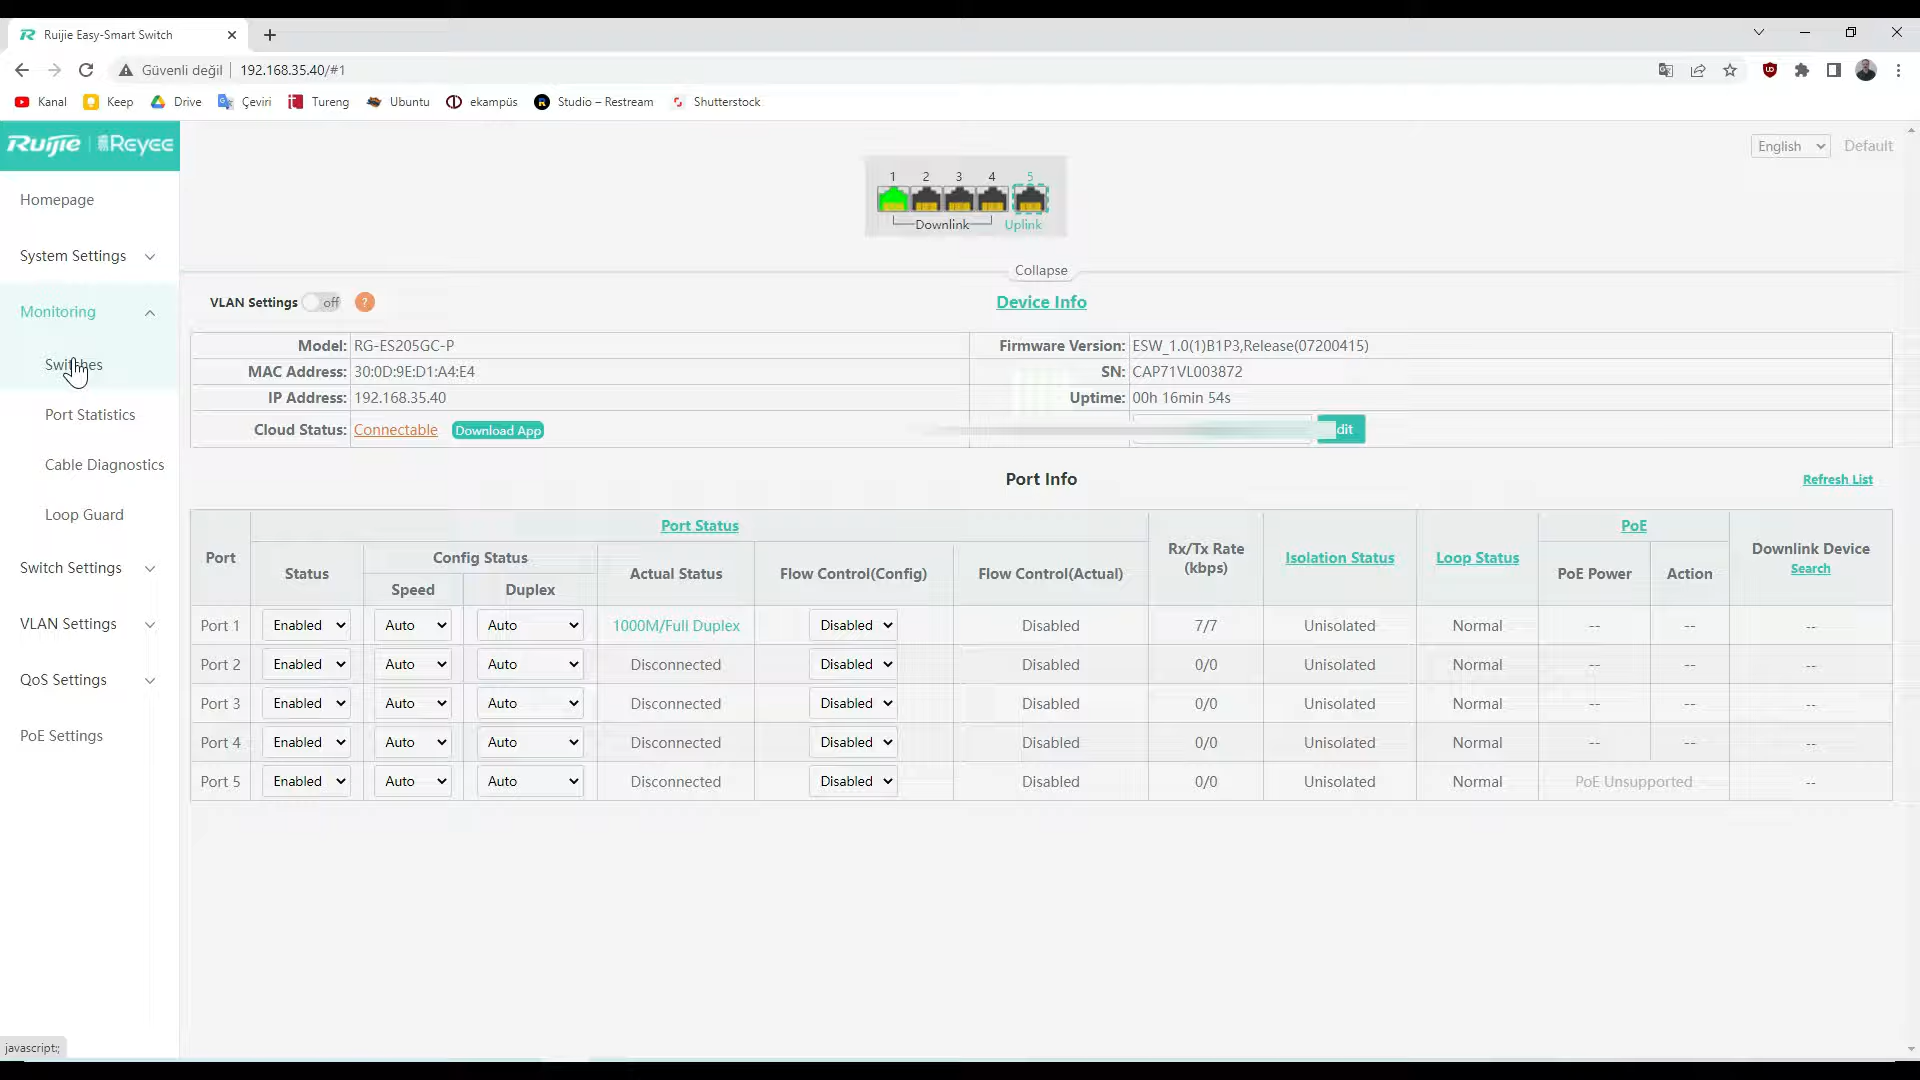 Ruijie Easy-Smart Switch
Güvenli değil 192.168.35.40/#1
Kanal Keep Drive Çeviri Tureng Ubuntu ekampüs Studio – Restream Shutterstock
Ruijie Reyee
English Default
1 2 3 4 5
Downlink Uplink
Homepage
System Settings
Monitoring
Switches
Port Statistics
Cable Diagnostics
Loop Guard
Switch Settings
VLAN Settings
QoS Settings
PoE Settings
Collapse
VLAN Settings off ? Device Info
Model: RG-ES205GC-P Firmware Version: ESW_1.0(1)B1P3,Release(07200415)
MAC Address: 30:0D:9E:D1:A4:E4 SN: CAP71VL003872
IP Address: 192.168.35.40 Uptime: 00h 16min 54s
Cloud Status: Connectable Download App dit
Port Info Refresh List
Port Status PoE
Port Status Config Status Actual Status Flow Control(Config) Flow Control(Actual) Rx/Tx Rate (kbps) Isolation Status Loop Status PoE Power Action Downlink Device
Search
Speed Duplex
Port 1 Enabled Auto Auto 1000M/Full Duplex Disabled Disabled 7/7 Unisolated Normal -- -- --
Port 2 Enabled Auto Auto Disconnected Disabled Disabled 0/0 Unisolated Normal -- -- --
Port 3 Enabled Auto Auto Disconnected Disabled Disabled 0/0 Unisolated Normal -- -- --
Port 4 Enabled Auto Auto Disconnected Disabled Disabled 0/0 Unisolated Normal -- -- --
Port 5 Enabled Auto Auto Disconnected Disabled Disabled 0/0 Unisolated Normal PoE Unsupported --
javascript:;